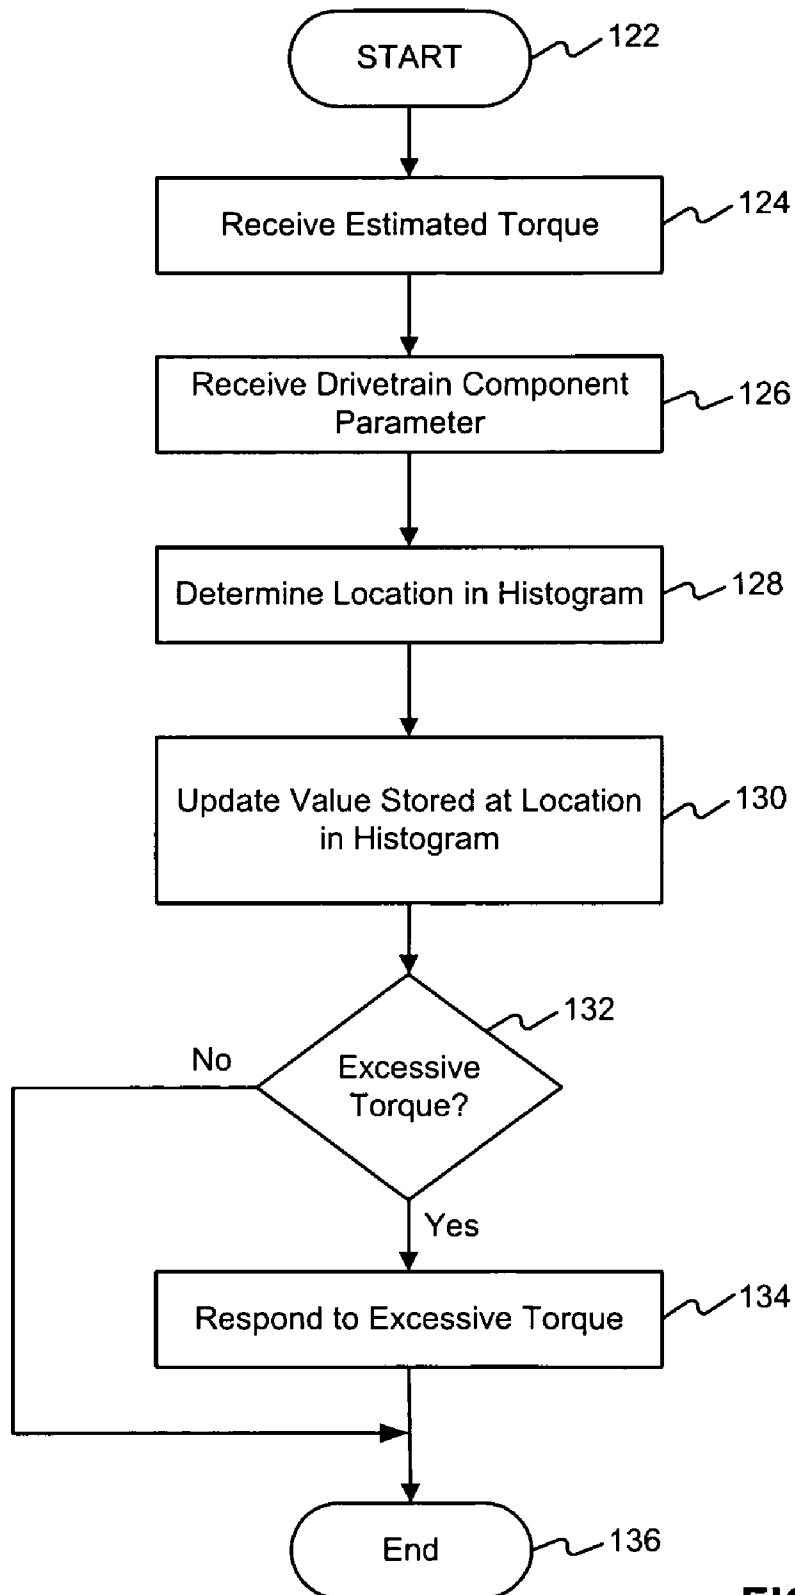 START
122
Receive Estimated Torque
124
Receive Drivetrain Component
Parameter
126
Determine Location in Histogram
128
Update Value Stored at Location
in Histogram
130
132
Excessive
Torque?
No
Yes
Respond to Excessive Torque
134
End
136